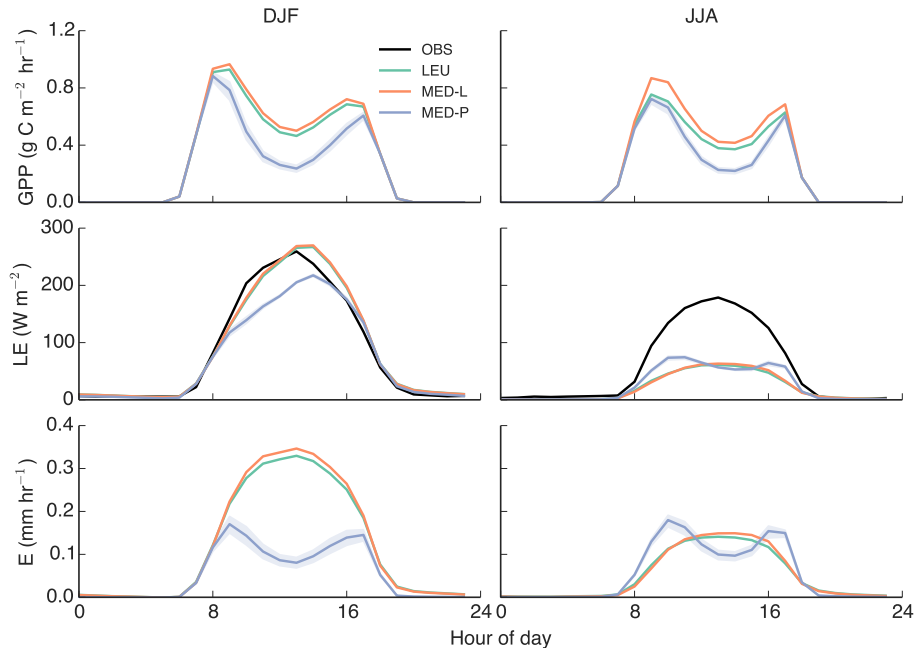 DJF
JJA
1.2
0.8
0.4
0.0
GPP (g C m−2 hr−1)
OBS
LEU
MED-L
MED-P
300
200
100
0
LE (W m−2)
0.4
0.3
0.2
0.1
0.0
E (mm hr−1)
0 8 16 24
0 8 16 24
Hour of day